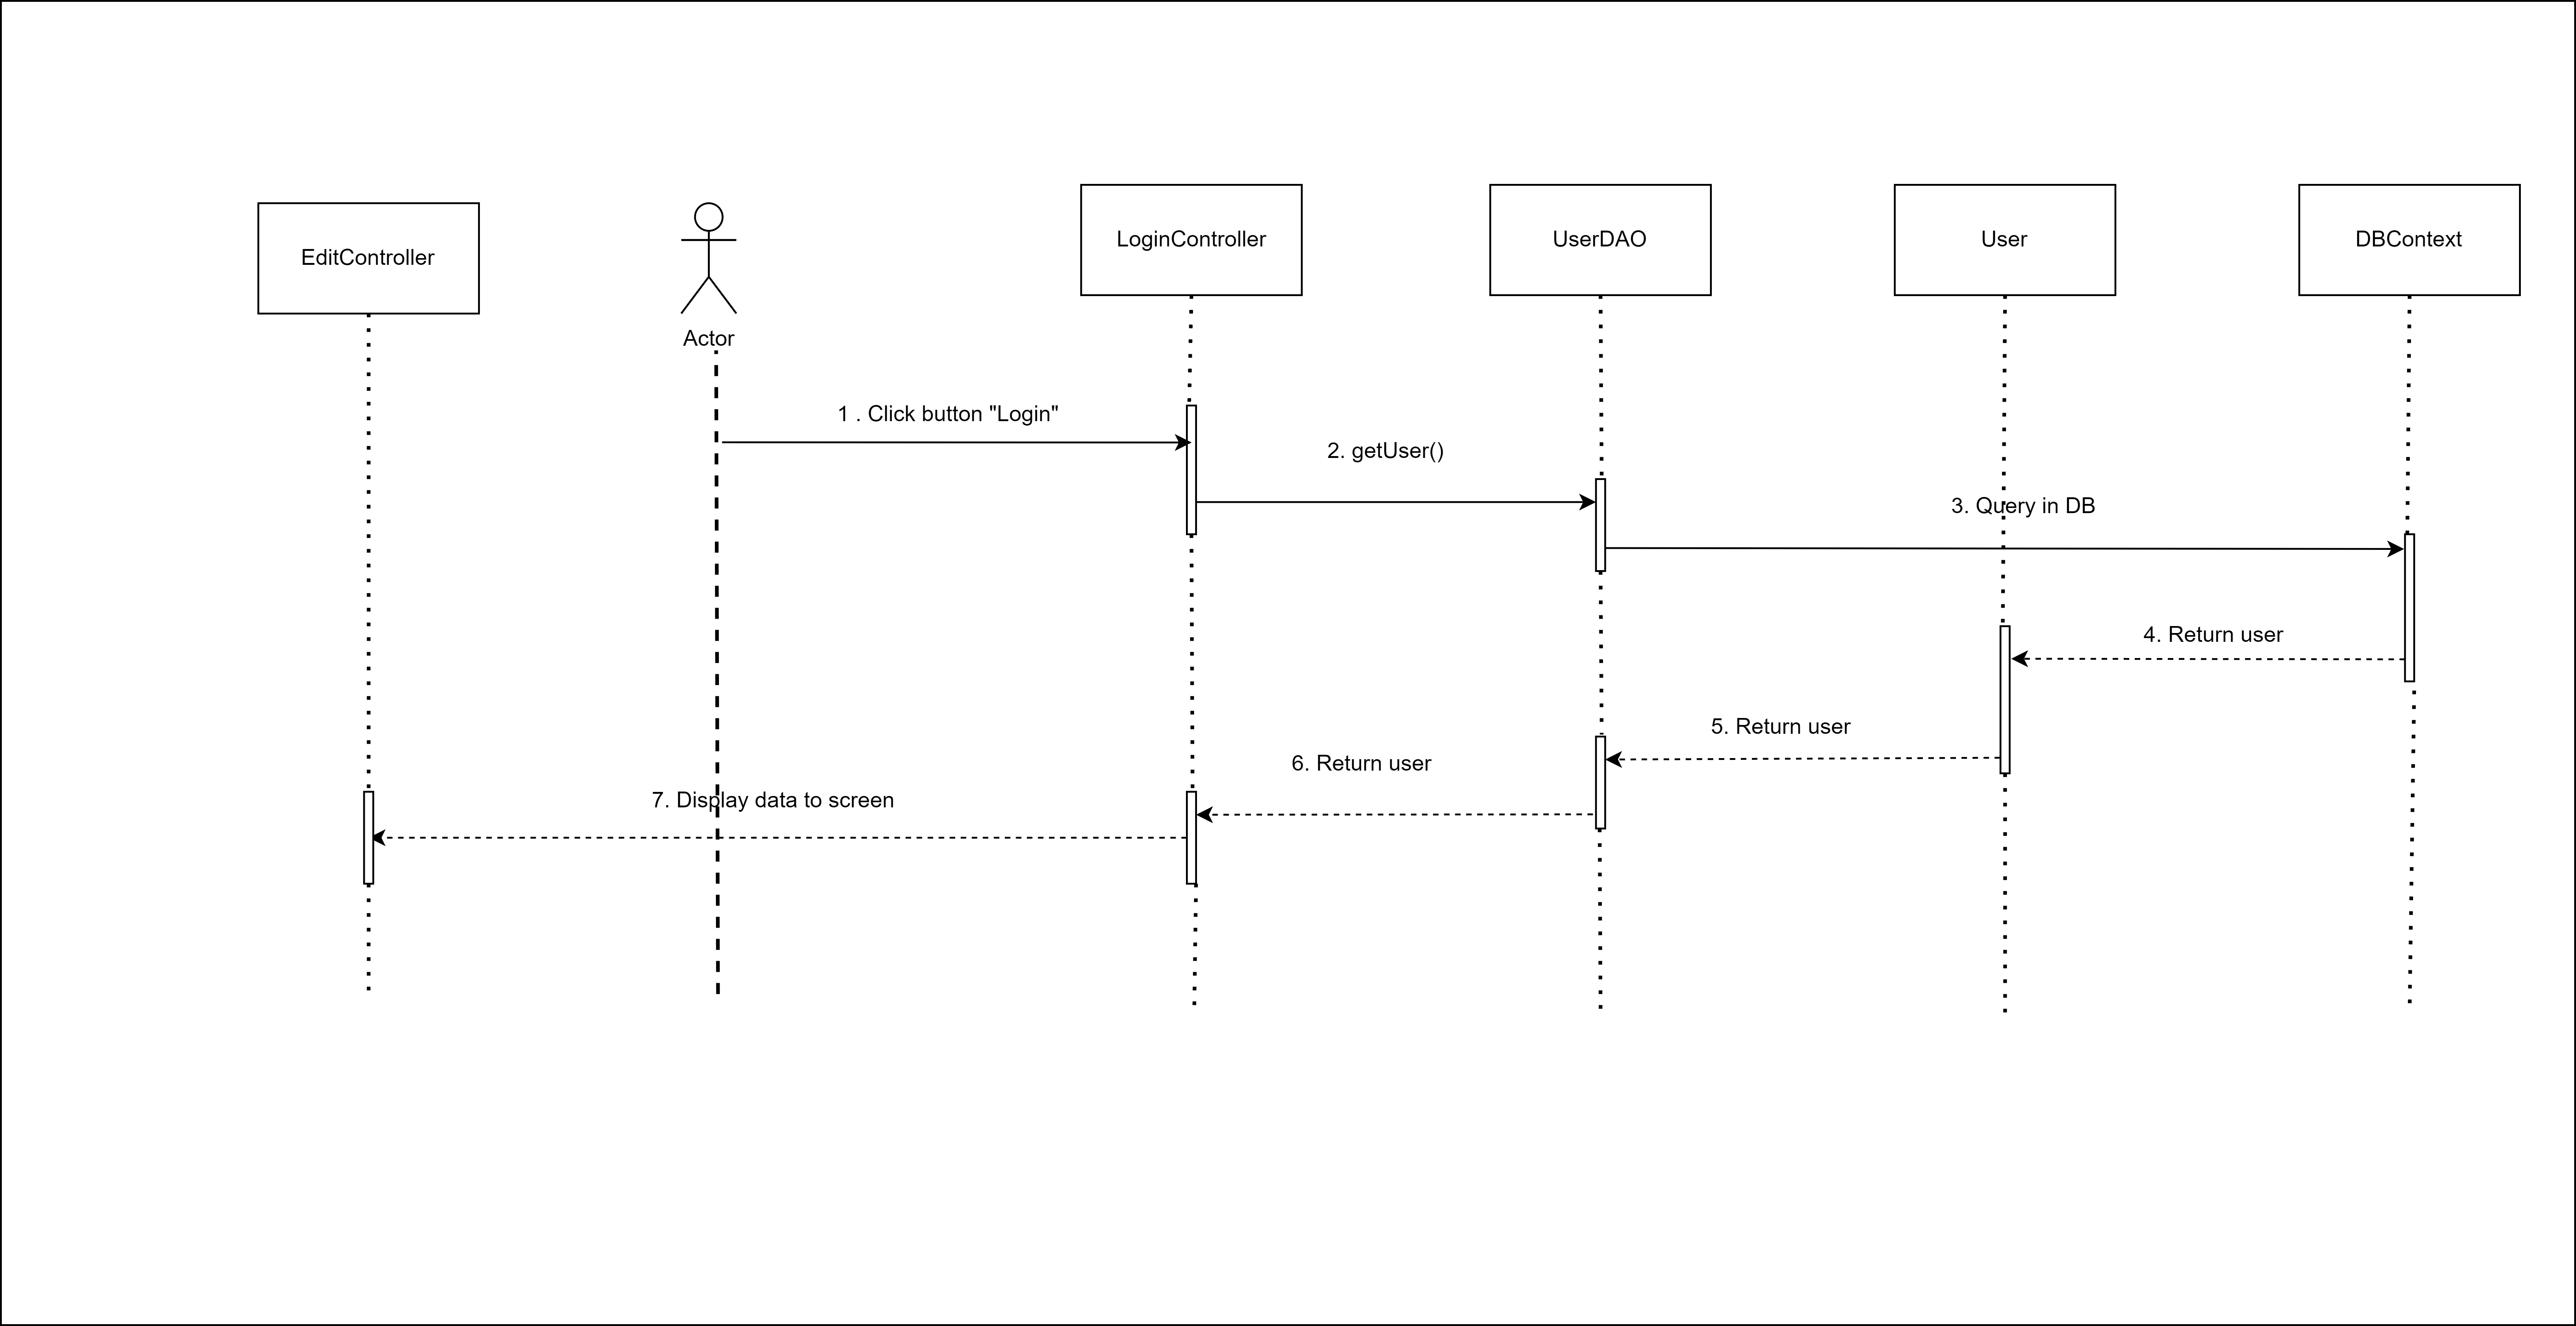 EditController
Actor
LoginController
UserDAO
User
DBContext
1 . Click button "Login"
2. getUser()
3. Query in DB
4. Return user
5. Return user
6. Return user
7. Display data to screen